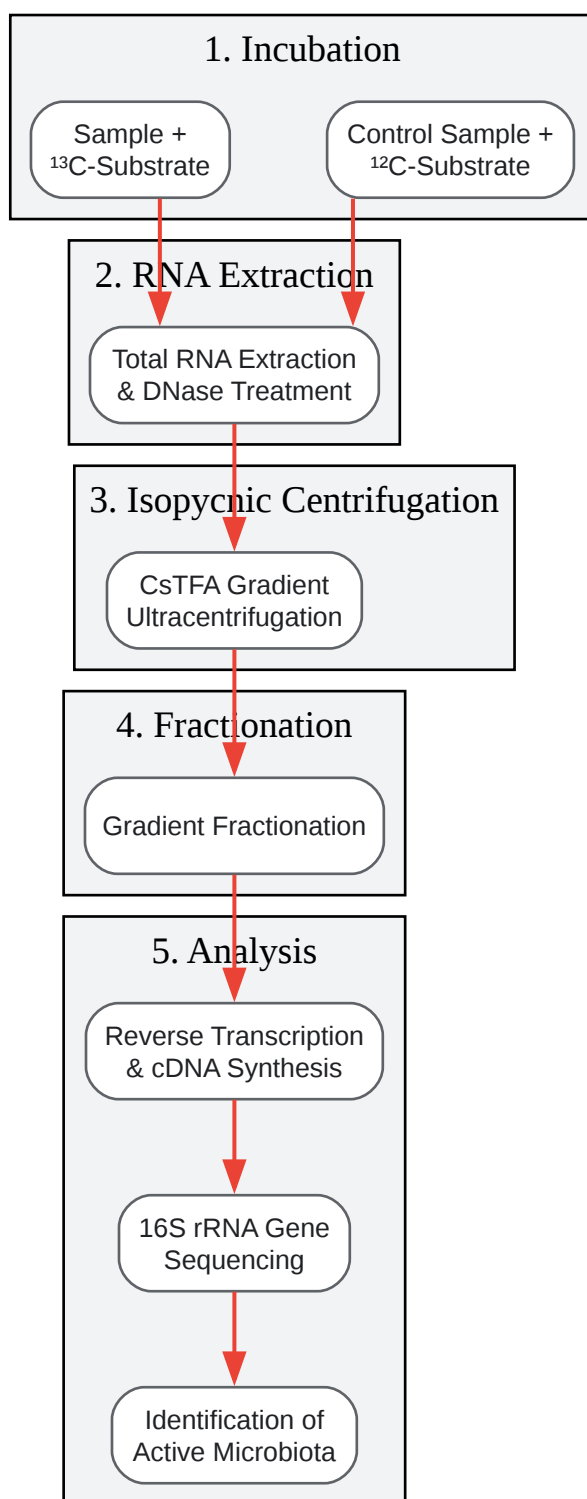 1. Incubation
Sample +
¹³C-Substrate
Control Sample +
¹²C-Substrate
2. RNA Extraction
Total RNA Extraction
& DNase Treatment
3. Isopycnic Centrifugation
CsTFA Gradient
Ultracentrifugation
4. Fractionation
Gradient Fractionation
5. Analysis
Reverse Transcription
& cDNA Synthesis
16S rRNA Gene
Sequencing
Identification of
Active Microbiota